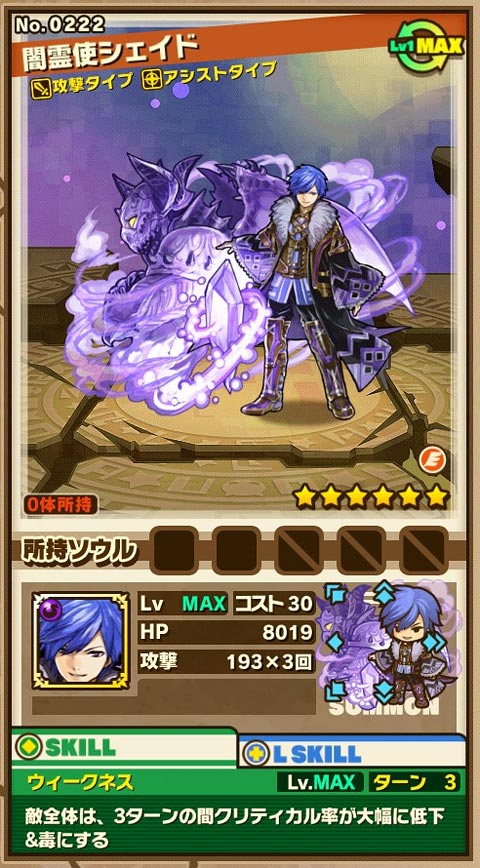 No.0222
闇霊使シェイド
攻撃タイプ アシストタイプ
Lv1 MAX
E
0体所持
所持ソウル
Lv MAX コスト30
HP 8019
攻撃 193×3回
SUMMON
SKILL
L SKILL
ウィークネス Lv.MAX ターン 3
敵全体は、3ターンの間クリティカル率が大幅に低下
&毒にする